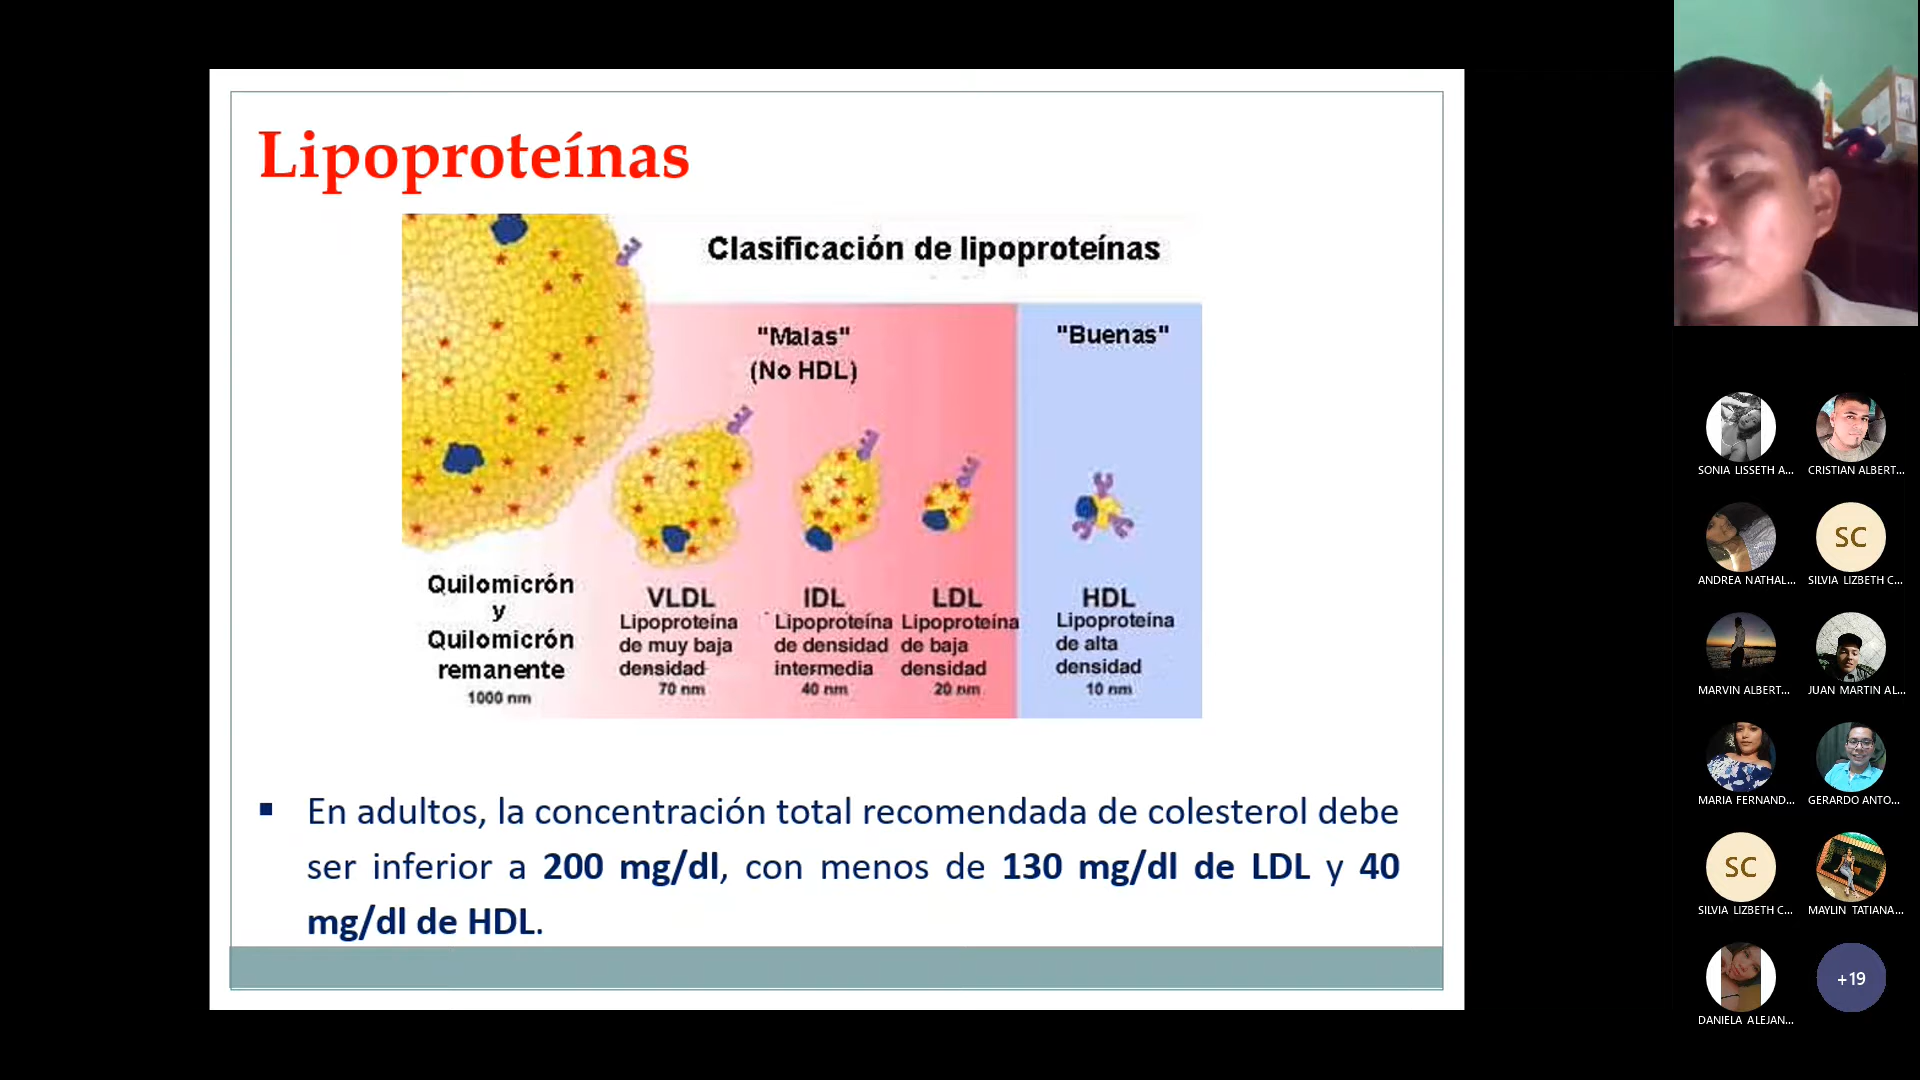 Lipoproteínas
Clasificación de lipoproteínas
"Malas"
(No HDL)
"Buenas"
Quilomicrón
y
Quilomicrón
remanente
1000 nm
VLDL
Lipoproteína
de muy baja
densidad
70 nm
IDL
Lipoproteína
de densidad
intermedia
40 nm
LDL
Lipoproteína
de baja
densidad
20 nm
HDL
Lipoproteína
de alta
densidad
10 nm
▪ En adultos, la concentración total recomendada de colesterol debe
ser inferior a 200 mg/dl, con menos de 130 mg/dl de LDL y 40
mg/dl de HDL.
SONIA LISSETH A...
CRISTIAN ALBERT...
ANDREA NATHAL...
SC
SILVIA LIZBETH C...
MARVIN ALBERT...
JUAN MARTIN AL...
MARIA FERNAND...
GERARDO ANTO...
SC
SILVIA LIZBETH C...
MAYLIN TATIANA...
DANIELA ALEJAN...
+19